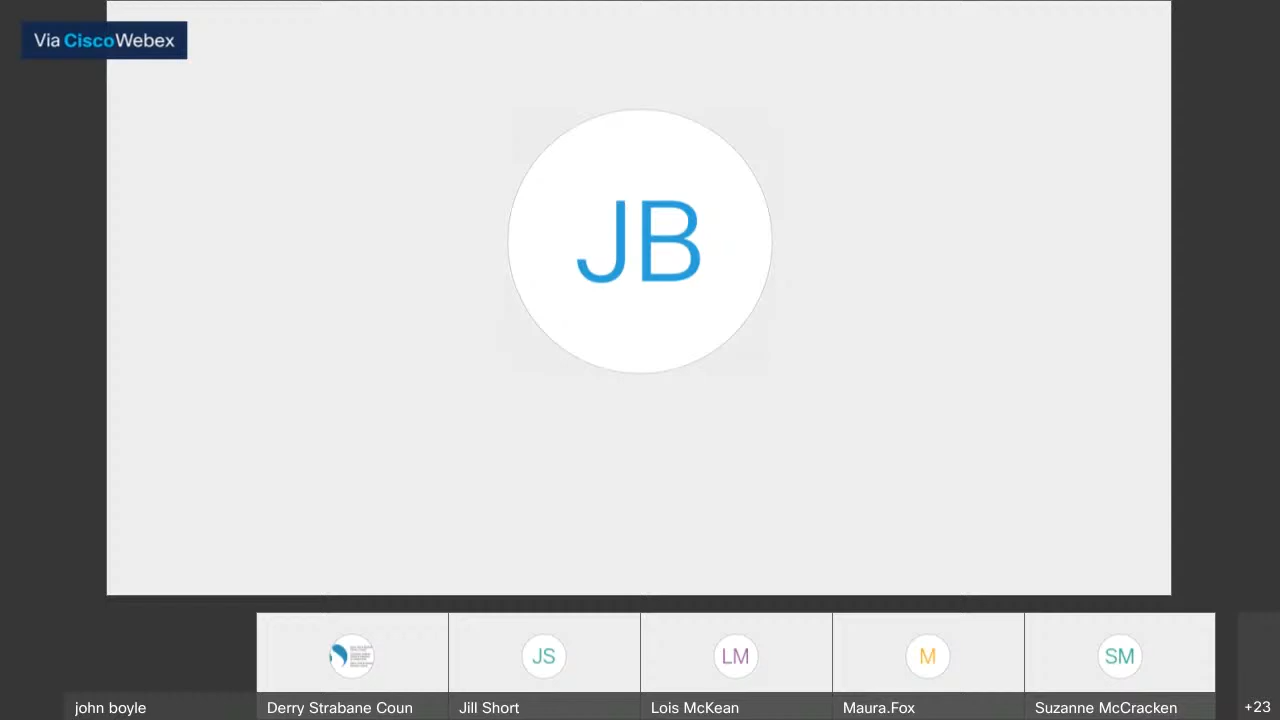 Via CiscoWebex
JB
JS
LM
M
SM
john boyle
Derry Strabane Coun
Jill Short
Lois McKean
Maura.Fox
Suzanne McCracken
+23